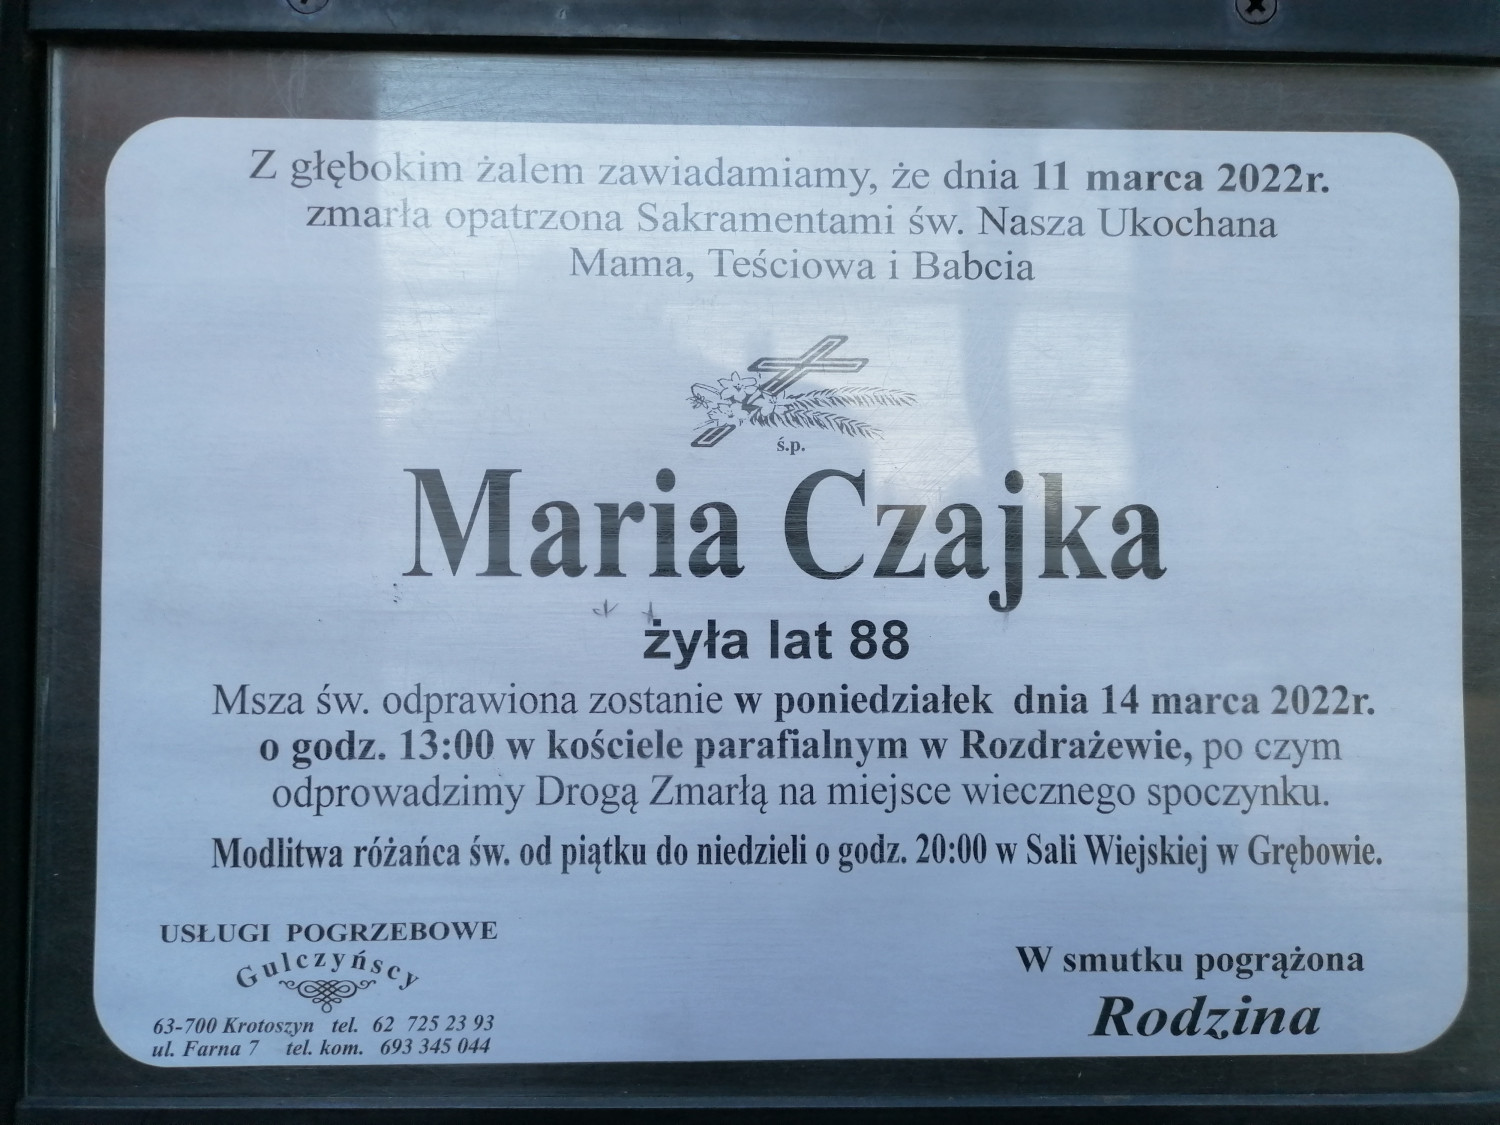 Z głębokim żalem zawiadamiamy, że dnia 11 marca 2022r.
zmarła opatrzona Sakramentami św. Nasza Ukochana
Mama, Teściowa i Babcia
ś.p.
Maria Czajka
żyła lat 88
Msza św. odprawiona zostanie w poniedziałek dnia 14 marca 2022r.
o godz. 13:00 w kościele parafialnym w Rozdrażewie, po czym
odprowadzimy Drogą Zmarłą na miejsce wiecznego spoczynku.
Modlitwa różańca św. od piątku do niedzieli o godz. 20:00 w Sali Wiejskiej w Grębowie.
USŁUGI POGRZEBOWE
Gulczyńscy
63-700 Krotoszyn tel. 62 725 23 93
ul. Farna 7 tel. kom. 693 345 044
W smutku pogrążona
Rodzina